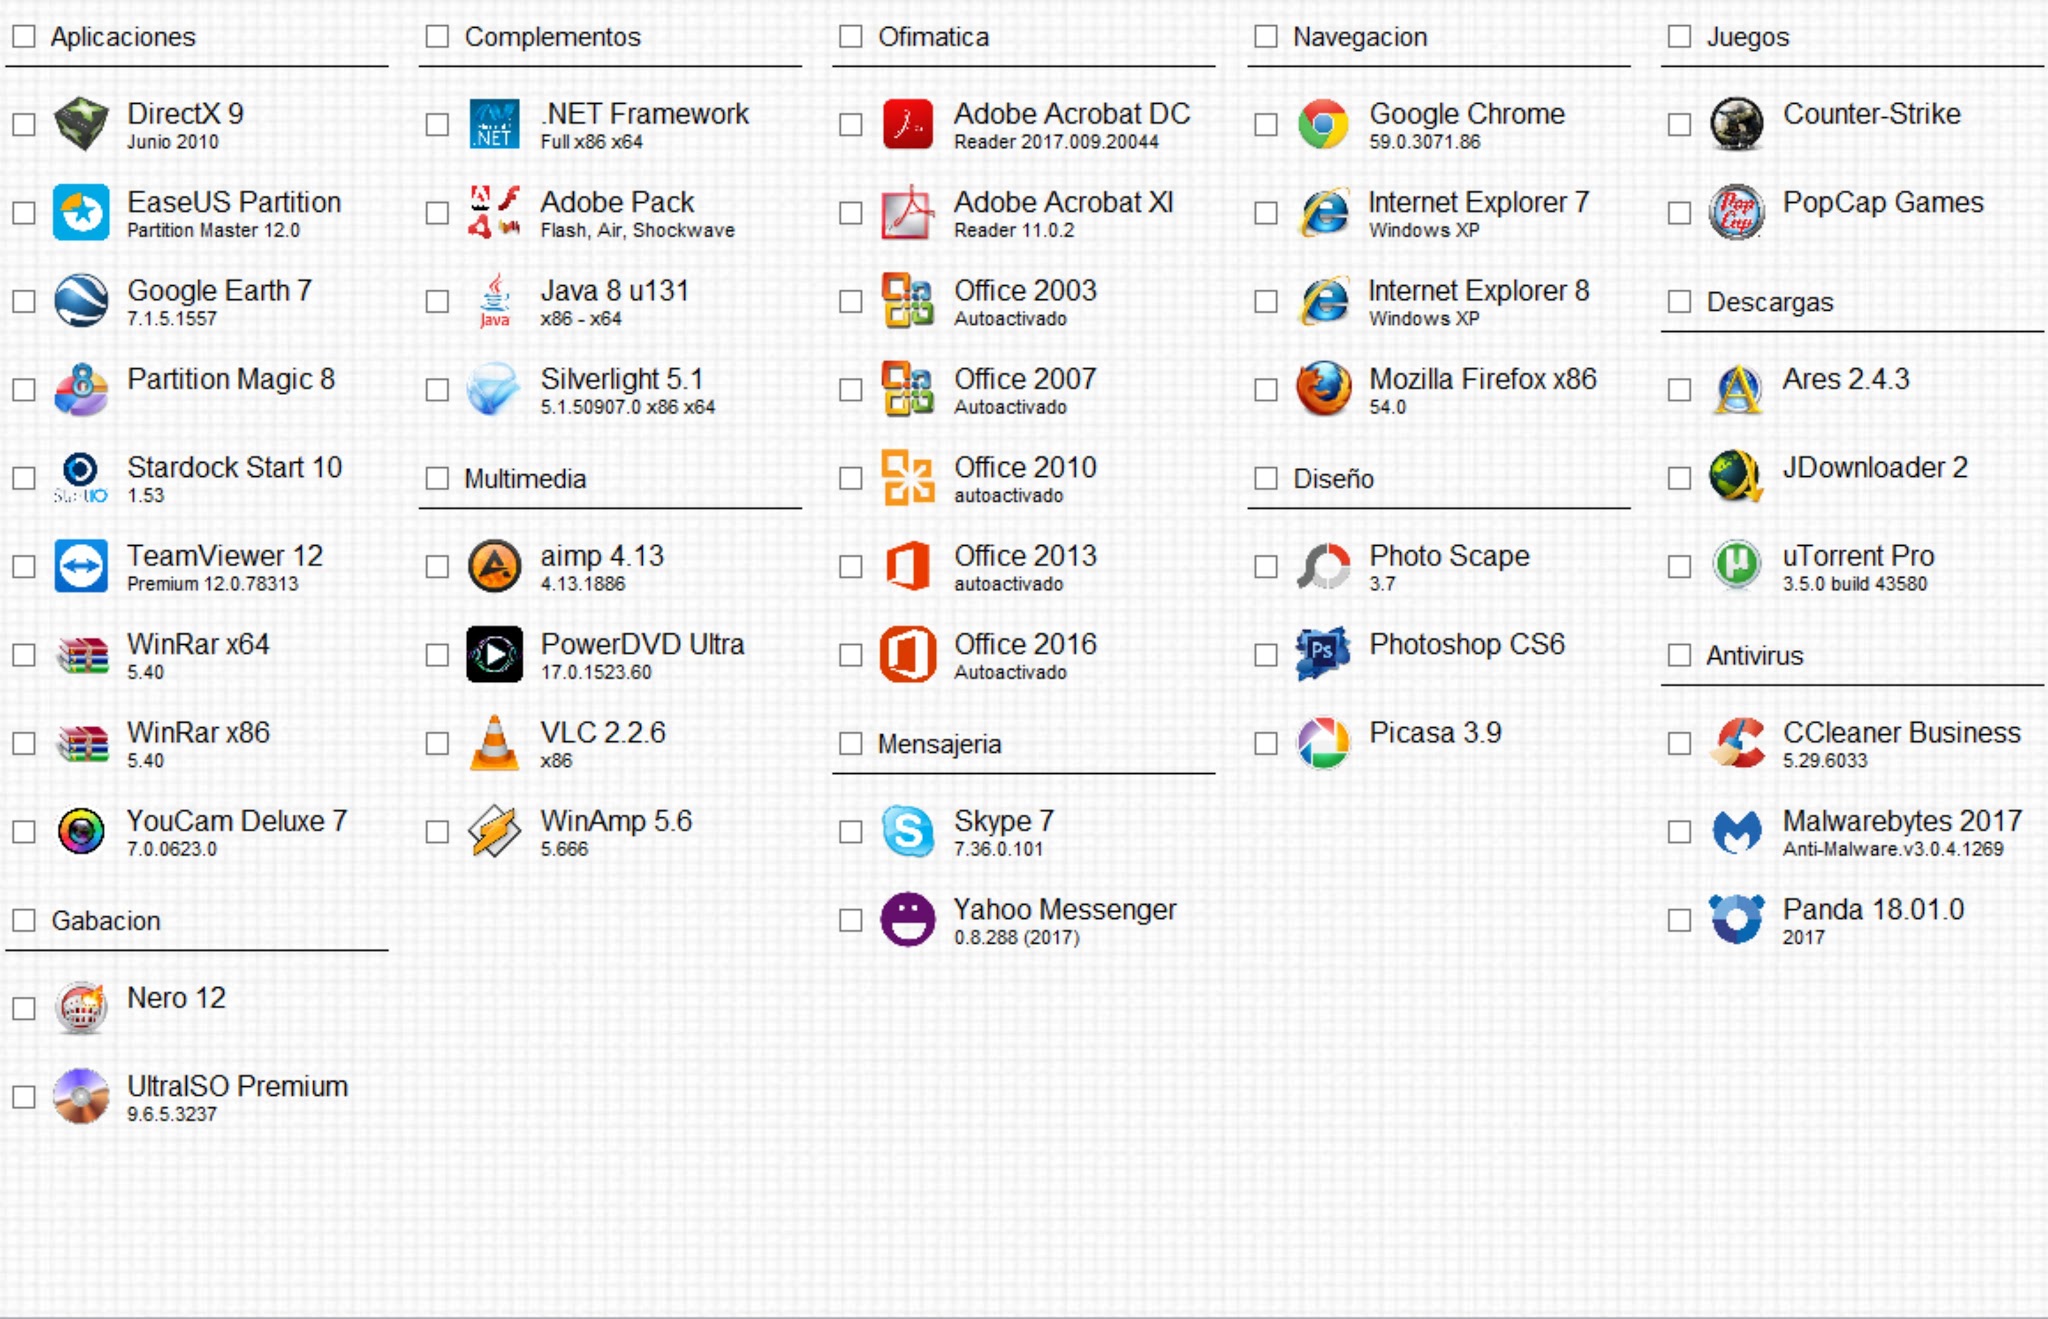 Aplicaciones
DirectX 9
Junio 2010
EaseUS Partition
Partition Master 12.0
Google Earth 7
7.1.5.1557
Partition Magic 8
Stardock Start 10
1.53
TeamViewer 12
Premium 12.0.78313
WinRar x64
5.40
WinRar x86
5.40
YouCam Deluxe 7
7.0.0623.0
Gabacion
Nero 12
UltraISO Premium
9.6.5.3237
Complementos
.NET Framework
Full x86 x64
Adobe Pack
Flash, Air, Shockwave
Java 8 u131
x86 - x64
Silverlight 5.1
5.1.50907.0 x86 x64
Multimedia
aimp 4.13
4.13.1886
PowerDVD Ultra
17.0.1523.60
VLC 2.2.6
x86
WinAmp 5.6
5.666
Ofimatica
Adobe Acrobat DC
Reader 2017.009.20044
Adobe Acrobat XI
Reader 11.0.2
Office 2003
Autoactivado
Office 2007
Autoactivado
Office 2010
autoactivado
Office 2013
autoactivado
Office 2016
Autoactivado
Mensajeria
Skype 7
7.36.0.101
Yahoo Messenger
0.8.288 (2017)
Navegacion
Google Chrome
59.0.3071.86
Internet Explorer 7
Windows XP
Internet Explorer 8
Windows XP
Mozilla Firefox x86
54.0
Diseño
Photo Scape
3.7
Photoshop CS6
Picasa 3.9
Juegos
Counter-Strike
PopCap Games
Descargas
Ares 2.4.3
JDownloader 2
uTorrent Pro
3.5.0 build 43580
Antivirus
CCleaner Business
5.29.6033
Malwarebytes 2017
Anti-Malware.v3.0.4.1269
Panda 18.01.0
2017